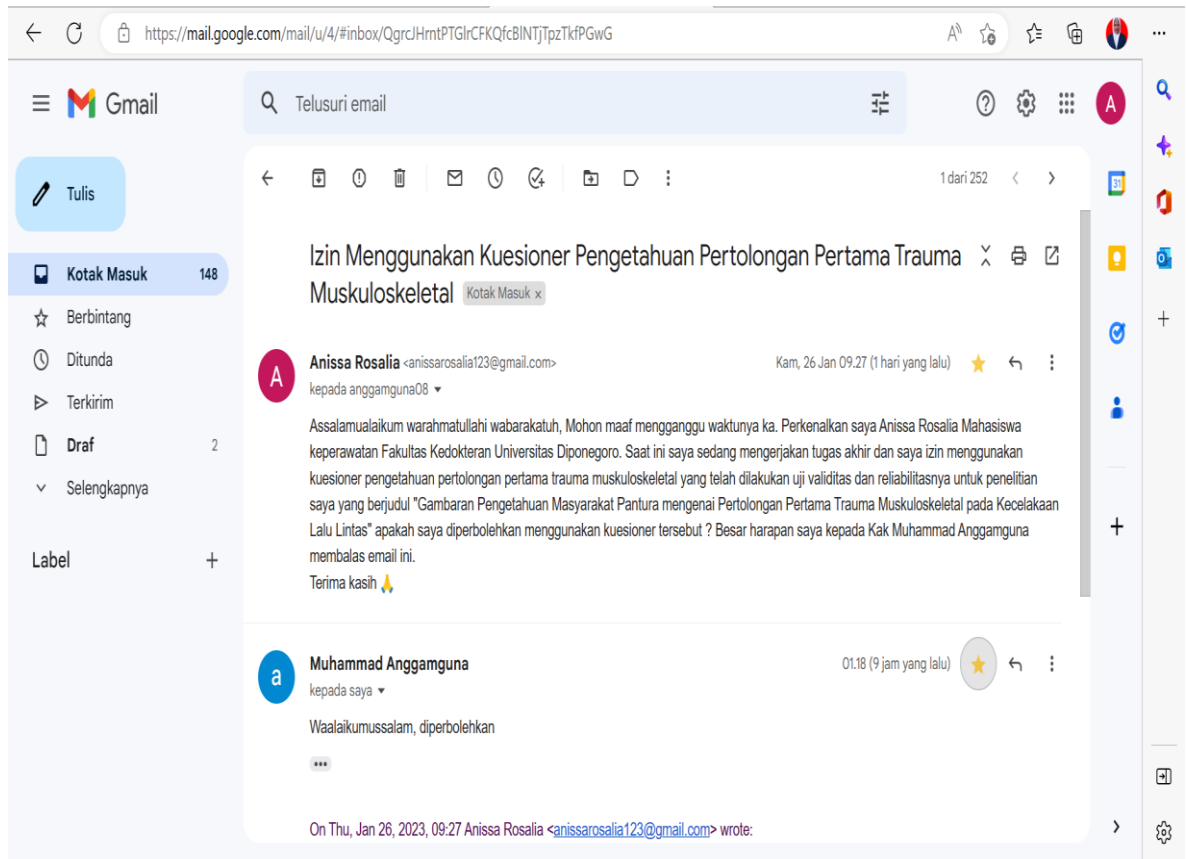 https://mail.google.com/mail/u/4/#inbox/QgrcJHrntPTGlrCFKQfcBlNTjTpzTkfPGwG
Gmail
Telusuri email
A
Tulis
1 dari 252
31
Kotak Masuk 148
Berbintang
Ditunda
Terkirim
Draf 2
Selengkapnya
Label
Izin Menggunakan Kuesioner Pengetahuan Pertolongan Pertama Trauma
Muskuloskeletal Kotak Masuk x
A
Anissa Rosalia <anissarosalia123@gmail.com> Kam, 26 Jan 09.27 (1 hari yang lalu)
kepada anggamguna08
Assalamualaikum warahmatullahi wabarakatuh, Mohon maaf mengganggu waktunya ka. Perkenalkan saya Anissa Rosalia Mahasiswa
keperawatan Fakultas Kedokteran Universitas Diponegoro. Saat ini saya sedang mengerjakan tugas akhir dan saya izin menggunakan
kuesioner pengetahuan pertolongan pertama trauma muskuloskeletal yang telah dilakukan uji validitas dan reliabilitasnya untuk penelitian
saya yang berjudul "Gambaran Pengetahuan Masyarakat Pantura mengenai Pertolongan Pertama Trauma Muskuloskeletal pada Kecelakaan
Lalu Lintas" apakah saya diperbolehkan menggunakan kuesioner tersebut ? Besar harapan saya kepada Kak Muhammad Anggamguna
membalas email ini.
Terima kasih 🙏
a
Muhammad Anggamguna 01.18 (9 jam yang lalu)
kepada saya
Waalaikumussalam, diperbolehkan
On Thu, Jan 26, 2023, 09:27 Anissa Rosalia <anissarosalia123@gmail.com> wrote: